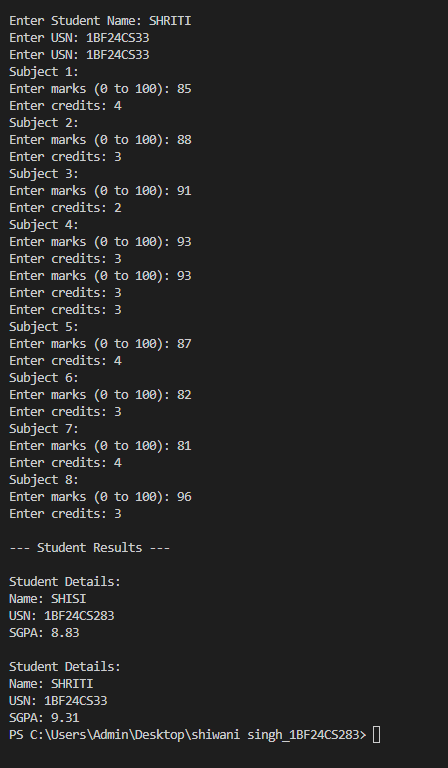 Enter Student Name: SHRITI
Enter USN: 1BF24CS33
Enter USN: 1BF24CS33
Subject 1:
Enter marks (0 to 100): 85
Enter credits: 4
Subject 2:
Enter marks (0 to 100): 88
Enter credits: 3
Subject 3:
Enter marks (0 to 100): 91
Enter credits: 2
Subject 4:
Enter marks (0 to 100): 93
Enter credits: 3
Enter marks (0 to 100): 93
Enter credits: 3
Enter credits: 3
Subject 5:
Enter marks (0 to 100): 87
Enter credits: 4
Subject 6:
Enter marks (0 to 100): 82
Enter credits: 3
Subject 7:
Enter marks (0 to 100): 81
Enter credits: 4
Subject 8:
Enter marks (0 to 100): 96
Enter credits: 3
--- Student Results ---
Student Details:
Name: SHISI
USN: 1BF24CS283
SGPA: 8.83
Student Details:
Name: SHRITI
USN: 1BF24CS33
SGPA: 9.31
PS C:\Users\Admin\Desktop\shiwani singh_1BF24CS283>